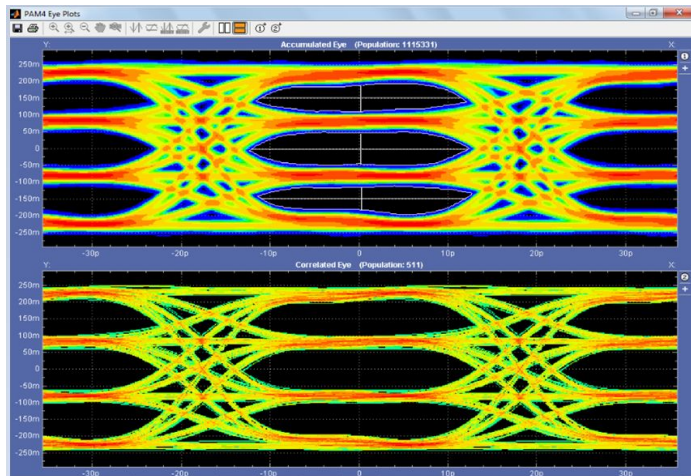 PAM4 Eye Plots
Y: Accumulated Eye (Population: 1115331) X:
250m
200m
150m
100m
50m
0
-50m
-100m
-150m
-200m
-250m
-30p -20p -10p 0 10p 20p 30p
1
+
Y: Correlated Eye (Population: 511) X:
250m
200m
150m
100m
50m
0
-50m
-100m
-150m
-200m
-250m
-30p -20p -10p 0 10p 20p 30p
2
+